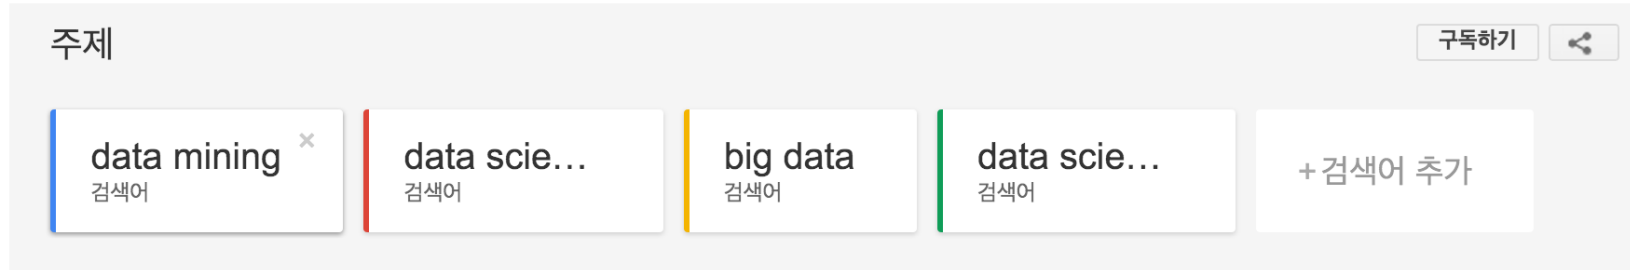 주제
구독하기
data mining
검색어
data scie...
검색어
big data
검색어
data scie...
검색어
+검색어 추가